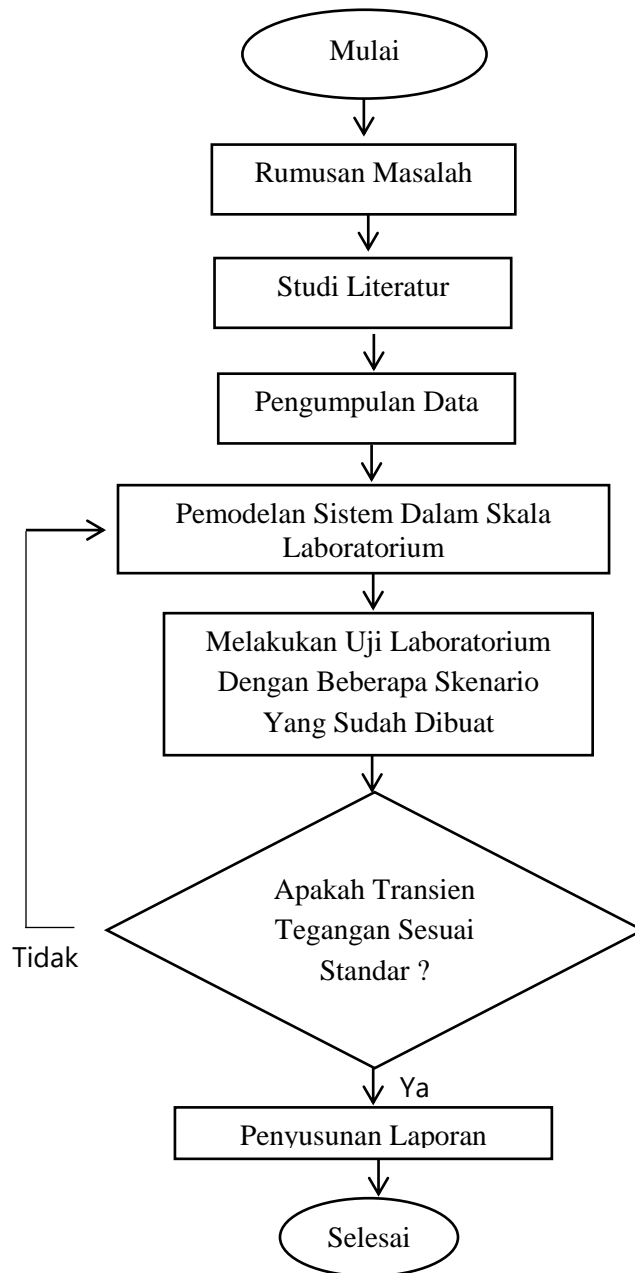 Mulai
Rumusan Masalah
Studi Literatur
Pengumpulan Data
Pemodelan Sistem Dalam Skala
Laboratorium
Melakukan Uji Laboratorium
Dengan Beberapa Skenario
Yang Sudah Dibuat
Apakah Transien
Tegangan Sesuai
Standar ?
Tidak
Ya
Penyusunan Laporan
Selesai